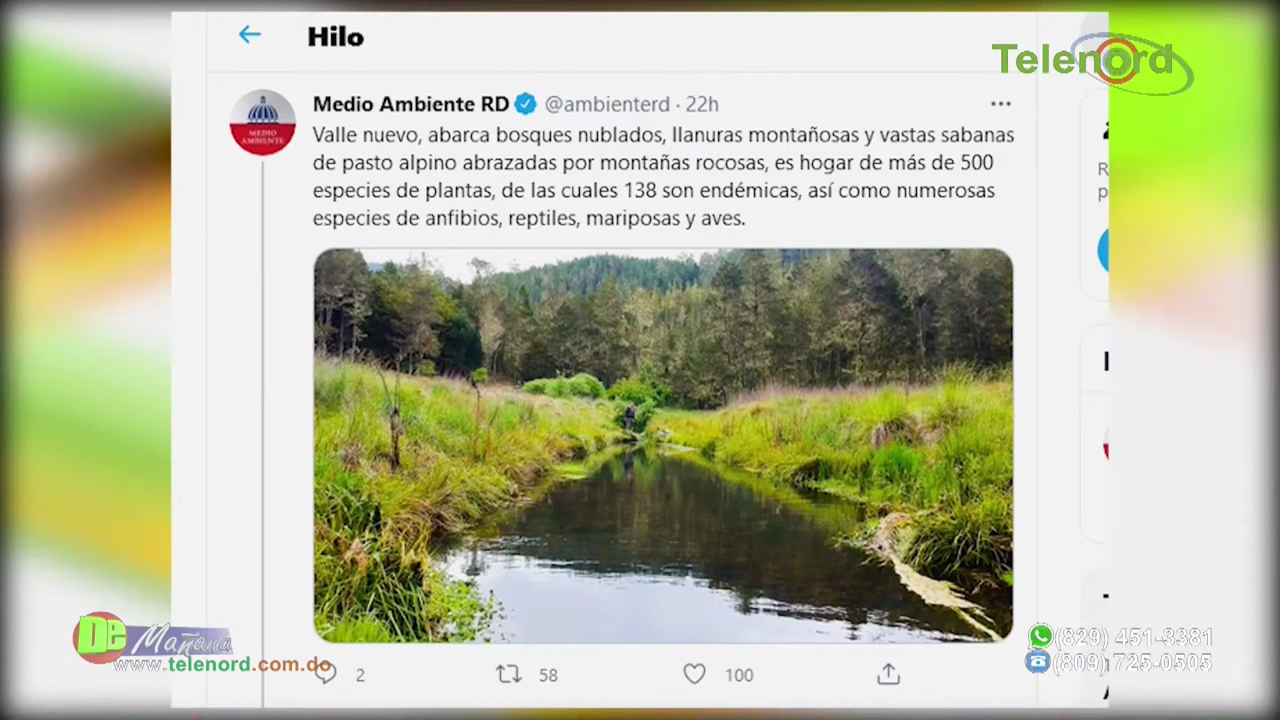 Hilo
Telenord
Medio Ambiente RD @ambienterd · 22h
MEDIO
AMBIENTE
Valle nuevo, abarca bosques nublados, llanuras montañosas y vastas sabanas
de pasto alpino abrazadas por montañas rocosas, es hogar de más de 500
especies de plantas, de las cuales 138 son endémicas, así como numerosas
especies de anfibios, reptiles, mariposas y aves.
De Mañana
www.telenord.com.do
(829) 451-3381
(809) 725-0505
2 58 100